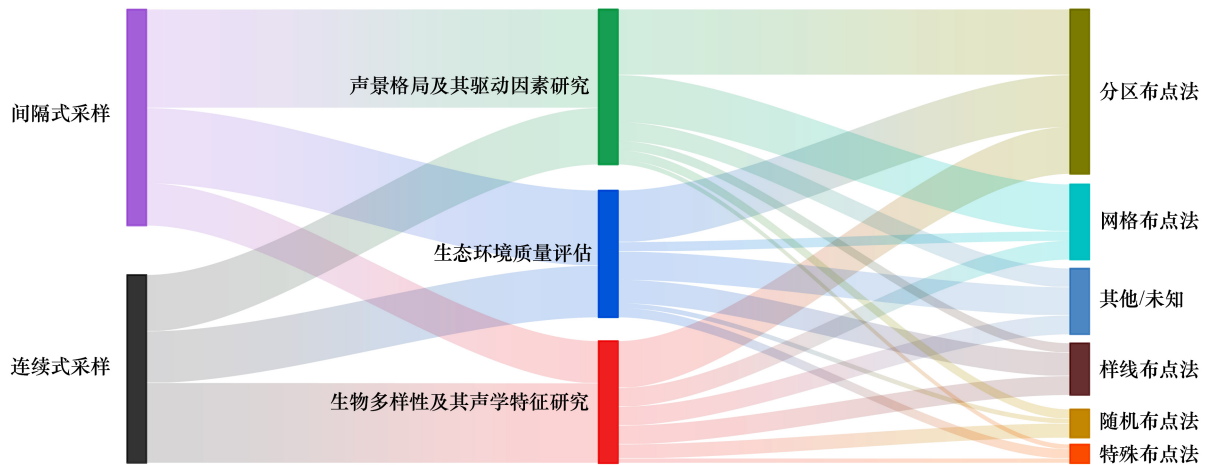 间隔式采样
连续式采样
声景格局及其驱动因素研究
生态环境质量评估
生物多样性及其声学特征研究
分区布点法
网格布点法
其他/未知
样线布点法
随机布点法
特殊布点法